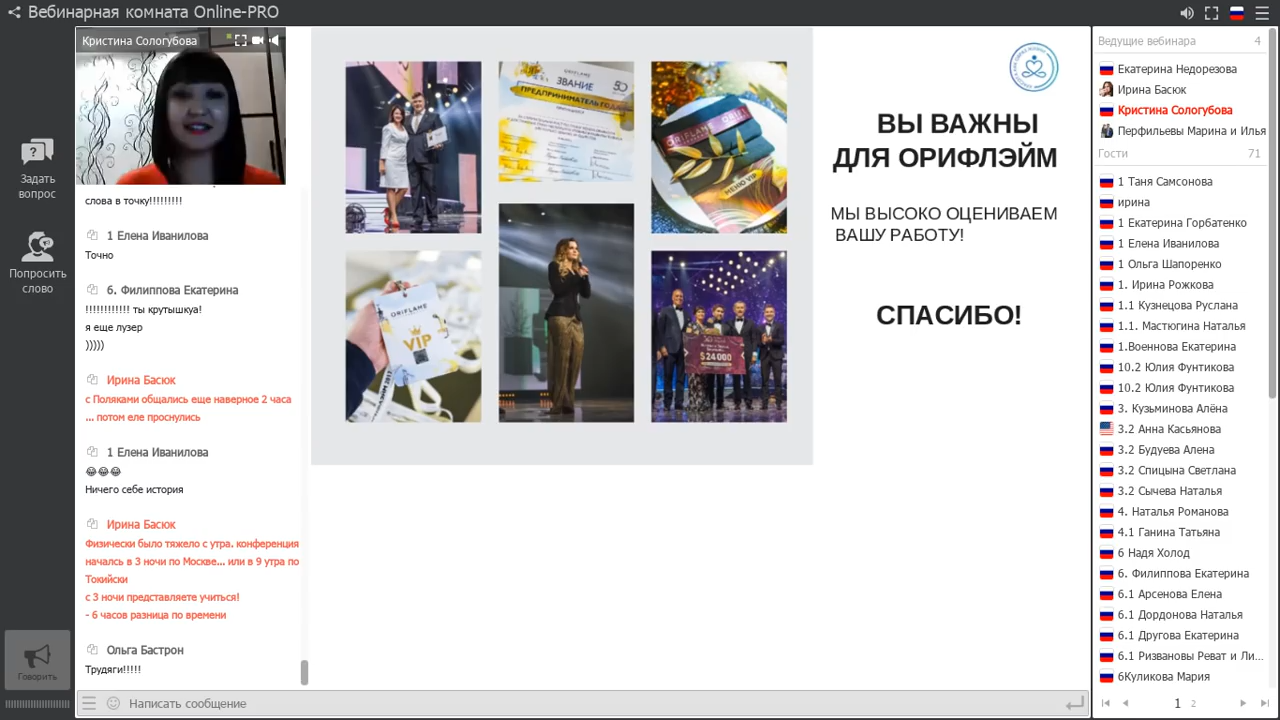 Вебинарная комната Online-PRO
Кристина Сологубова
Задать
вопрос
Попросить
слово
Говорить
слова в точку!!!!!!!!!
1 Елена Иванилова
Точно
6. Филиппова Екатерина
!!!!!!!!!!!! ты крутышкуа!
я еще лузер
)))))
Ирина Басюк
с Поляками общались еще наверное 2 часа
... потом еле проснулись
1 Елена Иванилова
😂😂😂
Ничего себе история
Ирина Басюк
Физически было тяжело с утра. конференция
началсь в 3 ночи по Москве... или в 9 утра по
Токийски
с 3 ночи представляете учиться!
- 6 часов разница по времени
Ольга Бастрон
Трудяги!!!!!
Написать сообщение
ORIFLAME
ЗВАНИЕ
50
ПРЕДПРИНИМАТЕЛЬ ГОДА
ORIFLAME
МЕНЮ VIP
ORIFLAME
VIP
$24 000
ВЫ ВАЖНЫ
ДЛЯ ОРИФЛЭЙМ
МЫ ВЫСОКО ОЦЕНИВАЕМ
ВАШУ РАБОТУ!
СПАСИБО!
Ведущие вебинара 4
Екатерина Недорезова
Ирина Басюк
Кристина Сологубова
Перфильевы Марина и Илья
Гости 71
1 Таня Самсонова
ирина
1 Екатерина Горбатенко
1 Елена Иванилова
1 Ольга Шапоренко
1. Ирина Рожкова
1.1 Кузнецова Руслана
1.1. Мастюгина Наталья
1.Военнова Екатерина
10.2 Юлия Фунтикова
10.2 Юлия Фунтикова
3. Кузьминова Алёна
3.2 Анна Касьянова
3.2 Будуева Алена
3.2 Спицына Светлана
3.2 Сычева Наталья
4. Наталья Романова
4.1 Ганина Татьяна
6 Надя Холод
6. Филиппова Екатерина
6.1 Арсенова Елена
6.1 Дордонова Наталья
6.1 Другова Екатерина
6.1 Ризвановы Реват и Ли...
6Куликова Мария
1 2